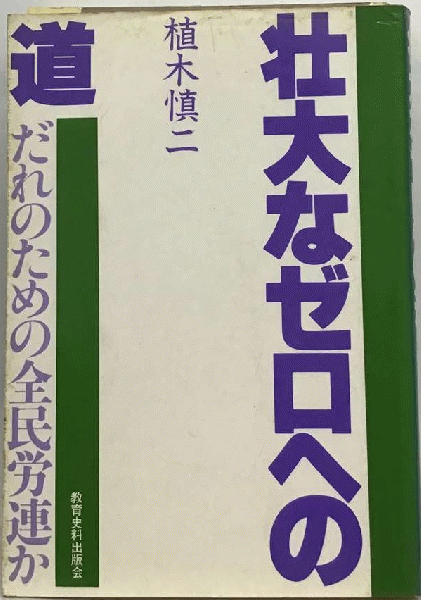 壮大なゼロへの
道
植木慎二
だれのための全民労連か
教育史料出版会